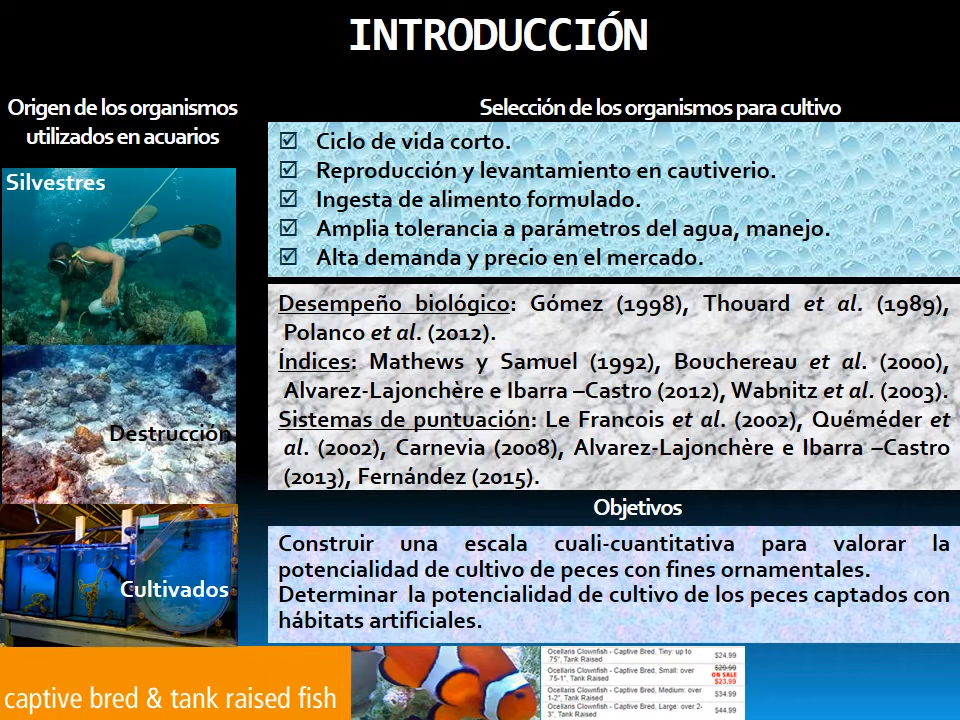 INTRODUCCIÓN
Origen de los organismos
utilizados en acuarios
Silvestres
Destrucción
Cultivados
Selección de los organismos para cultivo
Ciclo de vida corto.
Reproducción y levantamiento en cautiverio.
Ingesta de alimento formulado.
Amplia tolerancia a parámetros del agua, manejo.
Alta demanda y precio en el mercado.
Desempeño biológico: Gómez (1998), Thouard et al. (1989),
Polanco et al. (2012).
Índices: Mathews y Samuel (1992), Bouchereau et al. (2000),
Alvarez-Lajonchère e Ibarra –Castro (2012), Wabnitz et al. (2003).
Sistemas de puntuación: Le Francois et al. (2002), Quéméder et
al. (2002), Carnevia (2008), Alvarez-Lajonchère e Ibarra –Castro
(2013), Fernández (2015).
Objetivos
Construir una escala cuali-cuantitativa para valorar la
potencialidad de cultivo de peces con fines ornamentales.
Determinar la potencialidad de cultivo de los peces captados con
hábitats artificiales.
captive bred & tank raised fish
Ocellaris Clownfish - Captive Bred, Tiny: up to
.75", Tank Raised
$24.99
Ocellaris Clownfish - Captive Bred, Small: over
.75-1", Tank Raised
$29.99
ON SALE
$23.99
Ocellaris Clownfish - Captive Bred, Medium: over
1-2", Tank Raised
$34.99
Ocellaris Clownfish - Captive Bred, Large: over 2-
3", Tank Raised
$44.99